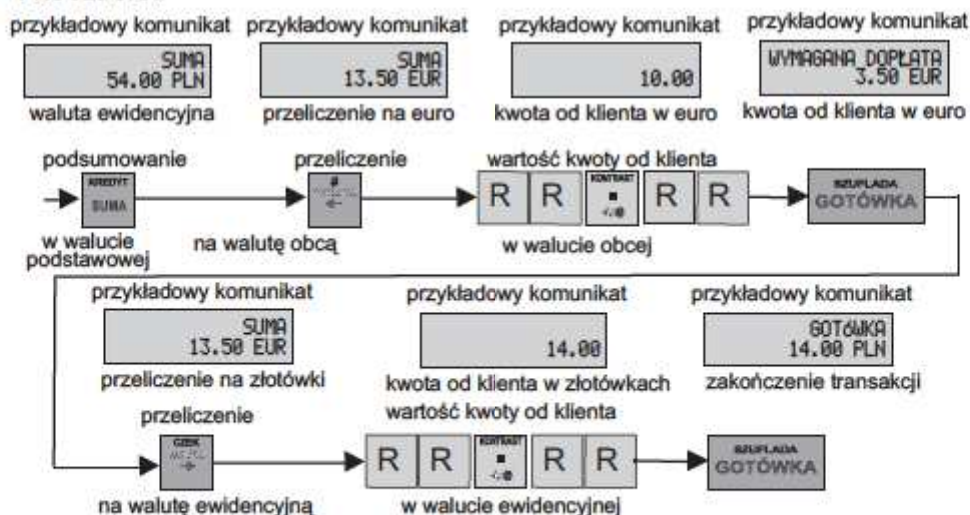 przykładowy komunikat przykładowy komunikat przykładowy komunikat przykładowy komunikat
SUMA
54.00 PLN
SUMA
13.50 EUR
10.00
WYMAGANA DOPŁATA
3.50 EUR
waluta ewidencyjna przeliczenie na euro kwota od klienta w euro kwota od klienta w euro
podsumowanie przeliczenie wartość kwoty od klienta
KREDYT
SUMA
#
R R KONTRAST R R
SZUFLADA
GOTÓWKA
w walucie
podstawowej
na walutę obcą
w walucie obcej
przykładowy komunikat przykładowy komunikat przykładowy komunikat
SUMA
13.50 EUR
14.00
GOTóWKA
14.00 PLN
przeliczenie na złotówki kwota od klienta w złotówkach zakończenie transakcji
przeliczenie wartość kwoty od klienta
CZEK
R R KONTRAST R R
SZUFLADA
GOTÓWKA
na walutę ewidencyjną w walucie ewidencyjnej